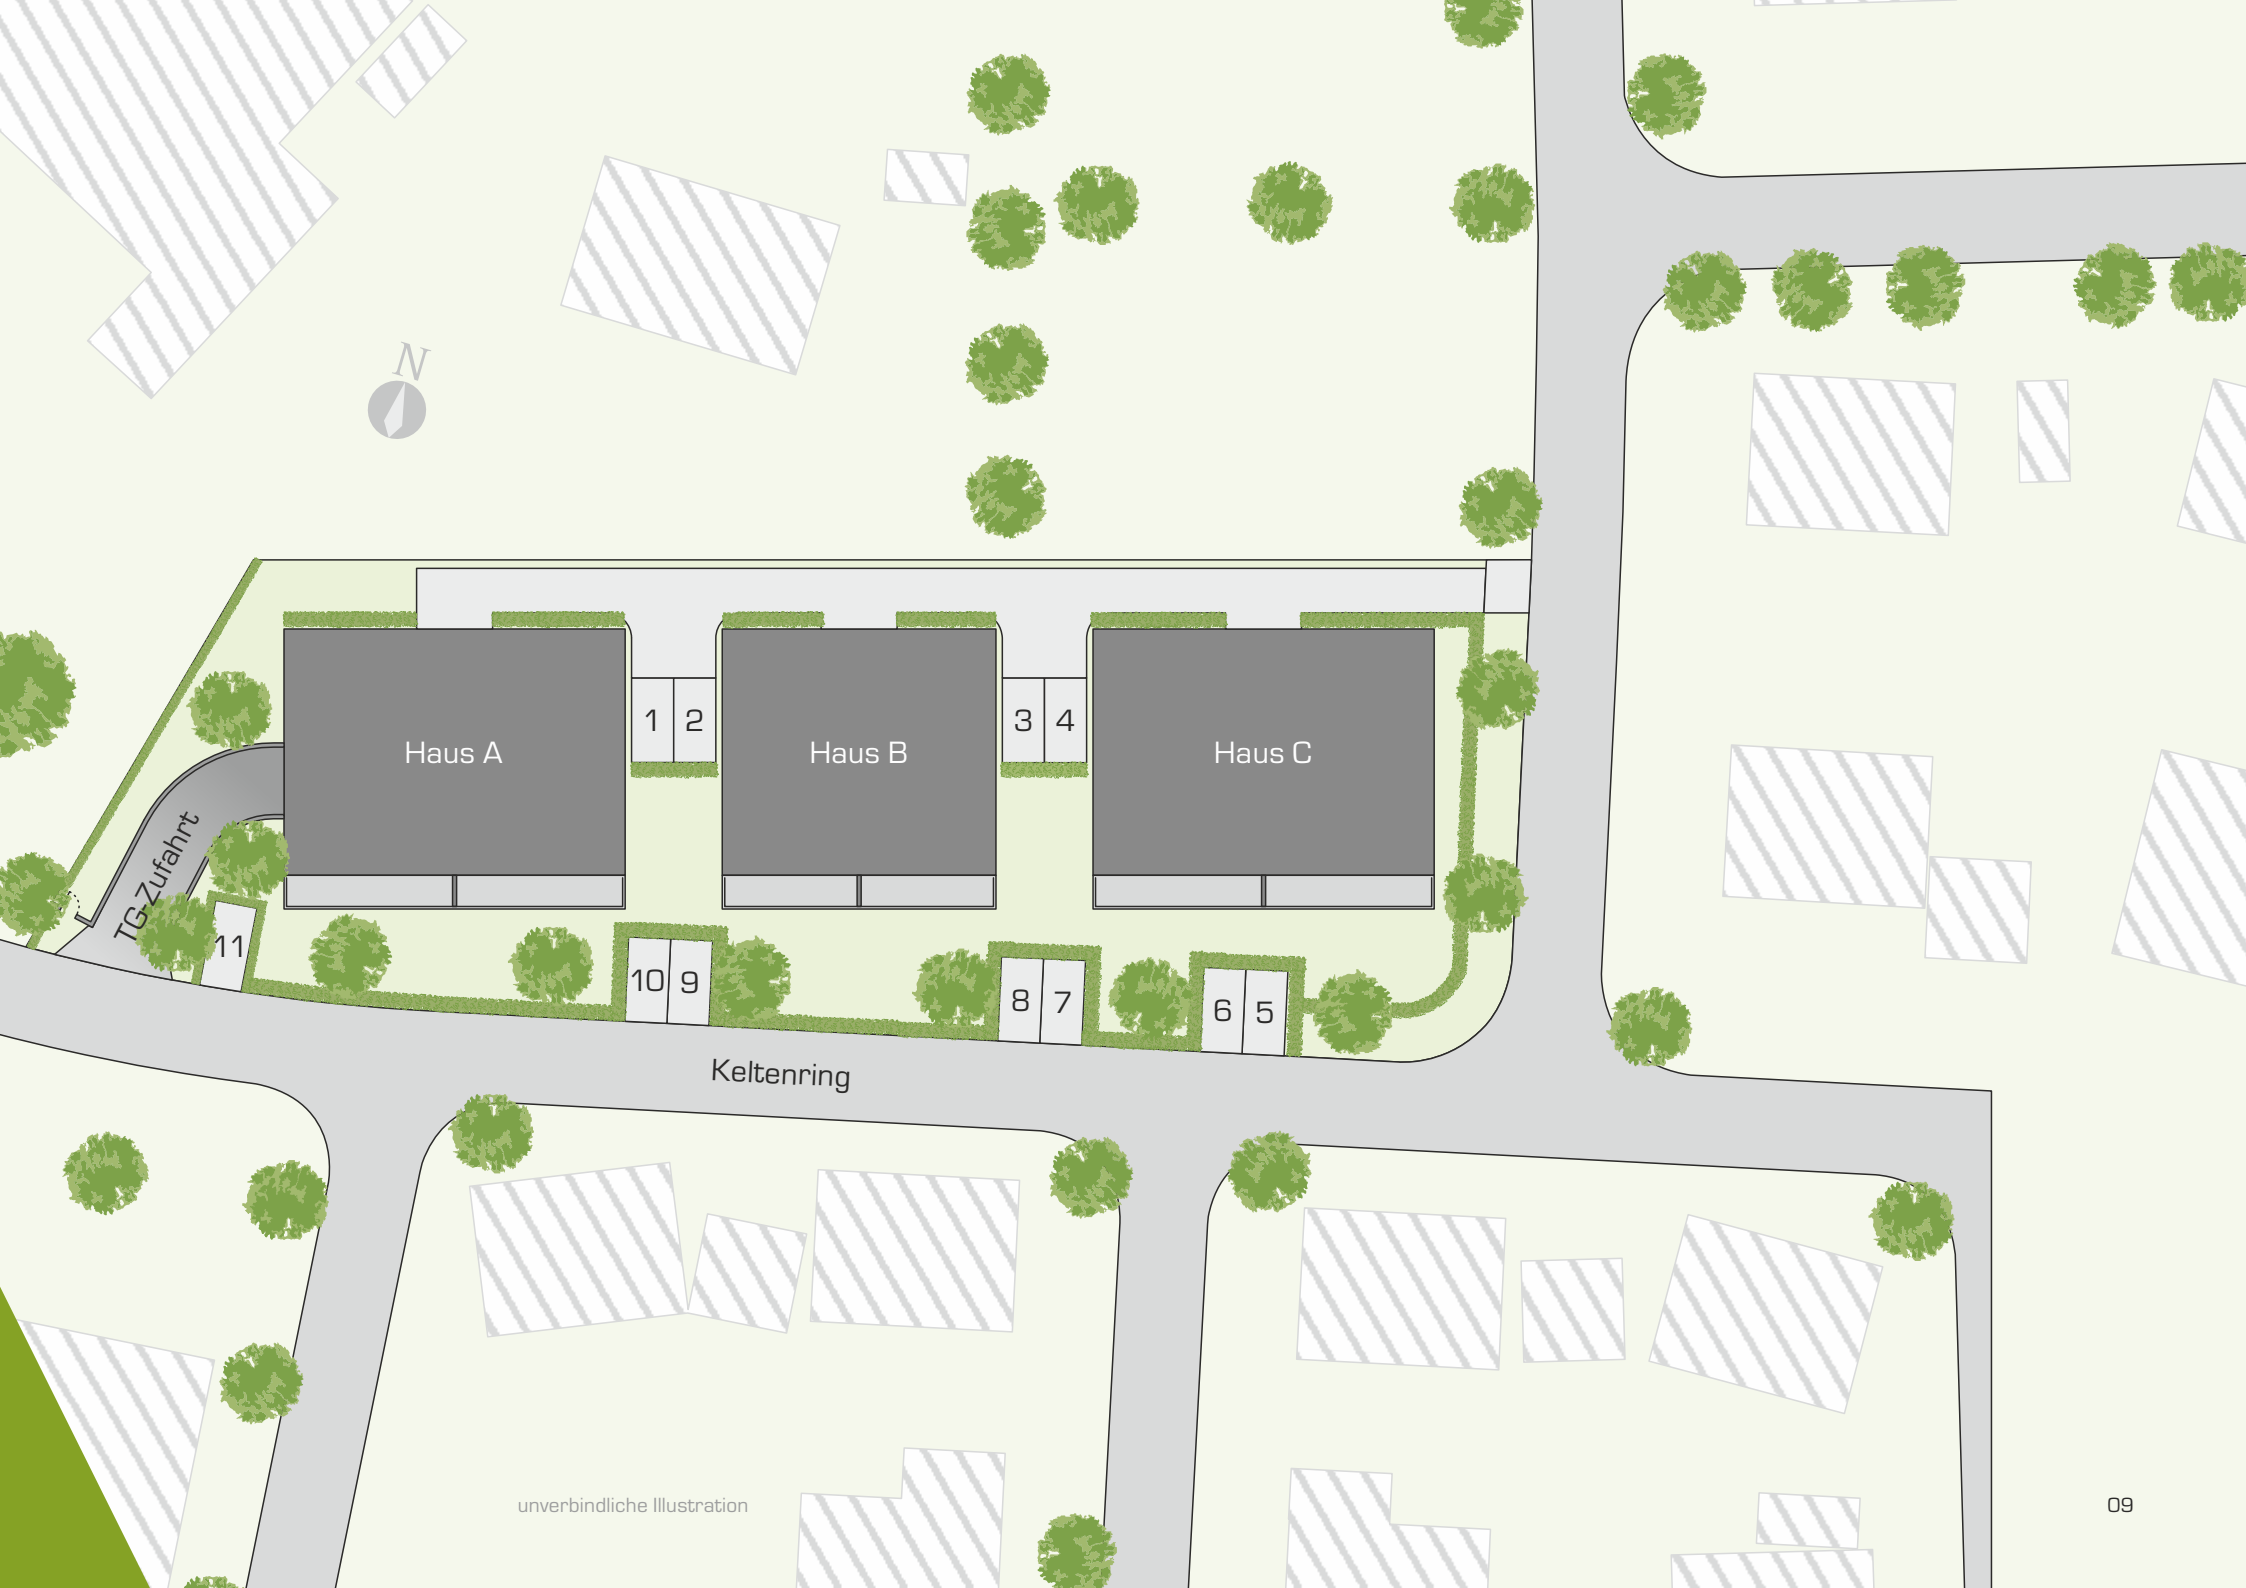 N
1
2
3
4
Haus A
Haus B
Haus C
TG-Zufahrt
11
10
9
8
7
6
5
Keltenring
unverbindliche Illustration
09